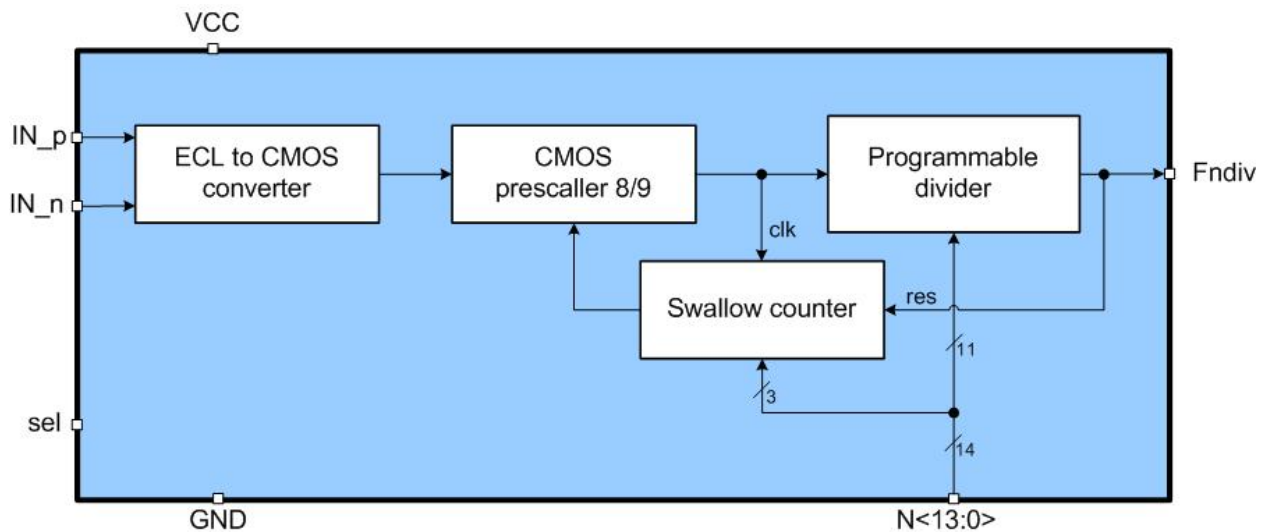 VCC
IN_p
IN_n
ECL to CMOS
converter
CMOS
prescaller 8/9
Programmable
divider
Fndiv
clk
Swallow counter
res
11
3
sel
14
GND
N<13:0>